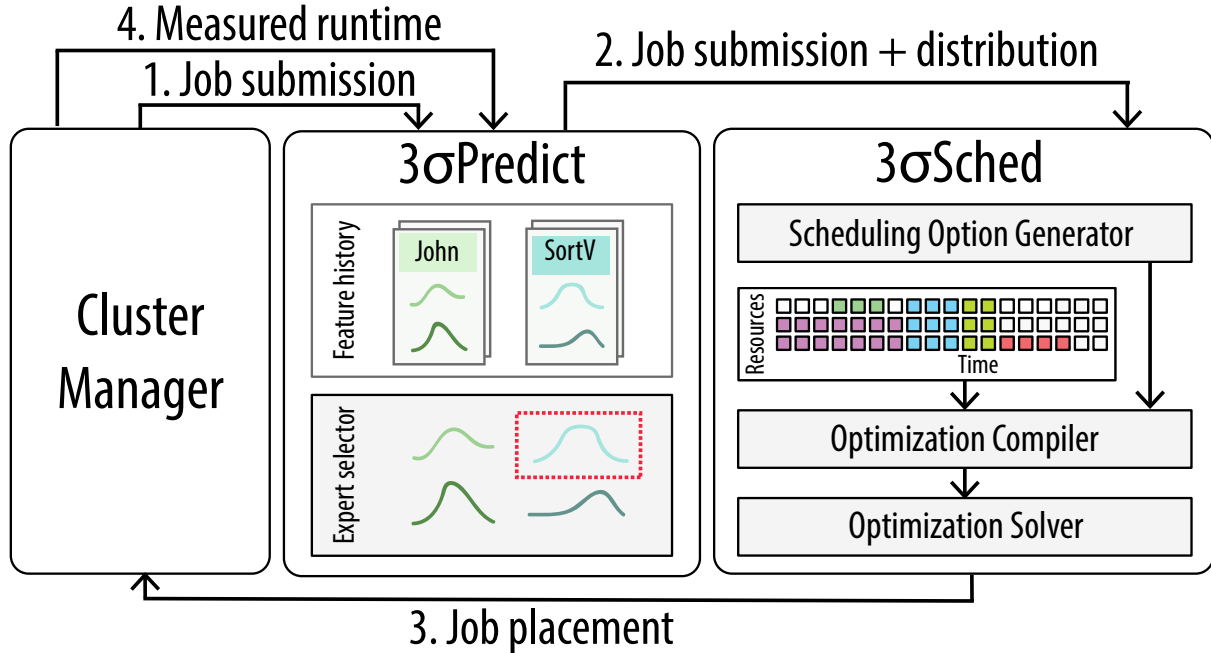 4. Measured runtime
1. Job submission
2. Job submission + distribution
Cluster
Manager
3σPredict
Feature history
John
SortV
Expert selector
3σSched
Scheduling Option Generator
Resources
Time
Optimization Compiler
Optimization Solver
3. Job placement